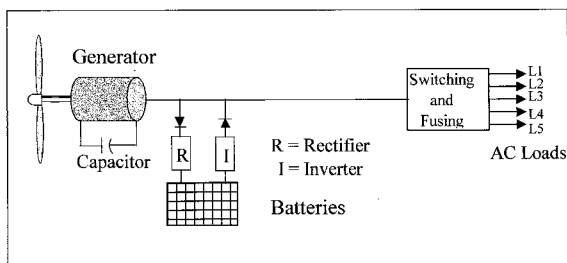 Generator
Capacitor
R
I
R = Rectifier
I = Inverter
Batteries
Switching
and
Fusing
L1
L2
L3
L4
L5
AC Loads